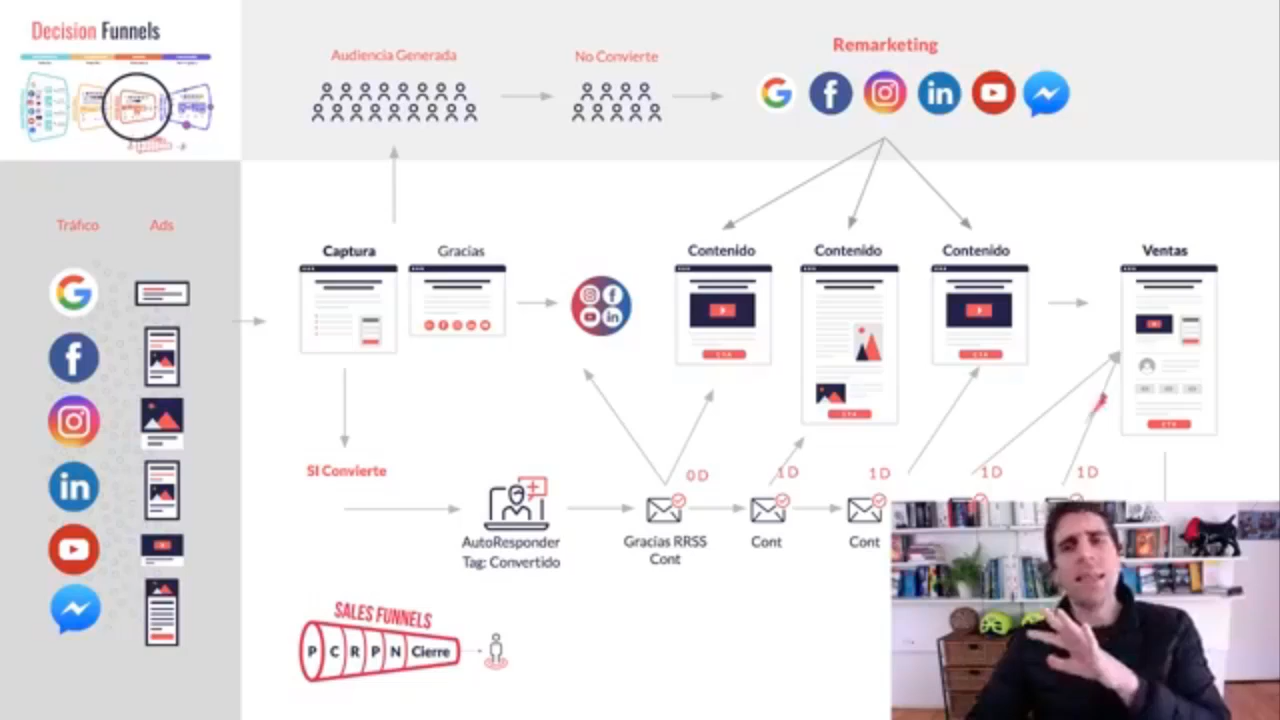 Decision Funnels
Audiencia Generada
No Convierte
Remarketing
Tráfico
Ads
Captura
Gracias
Contenido
Contenido
Contenido
Ventas
SI Convierte
0 D
1 D
1 D
1 D
1 D
AutoResponder
Tag: Convertido
Gracias RRSS
Cont
Cont
Cont
SALES FUNNELS
P C R P N Cierre